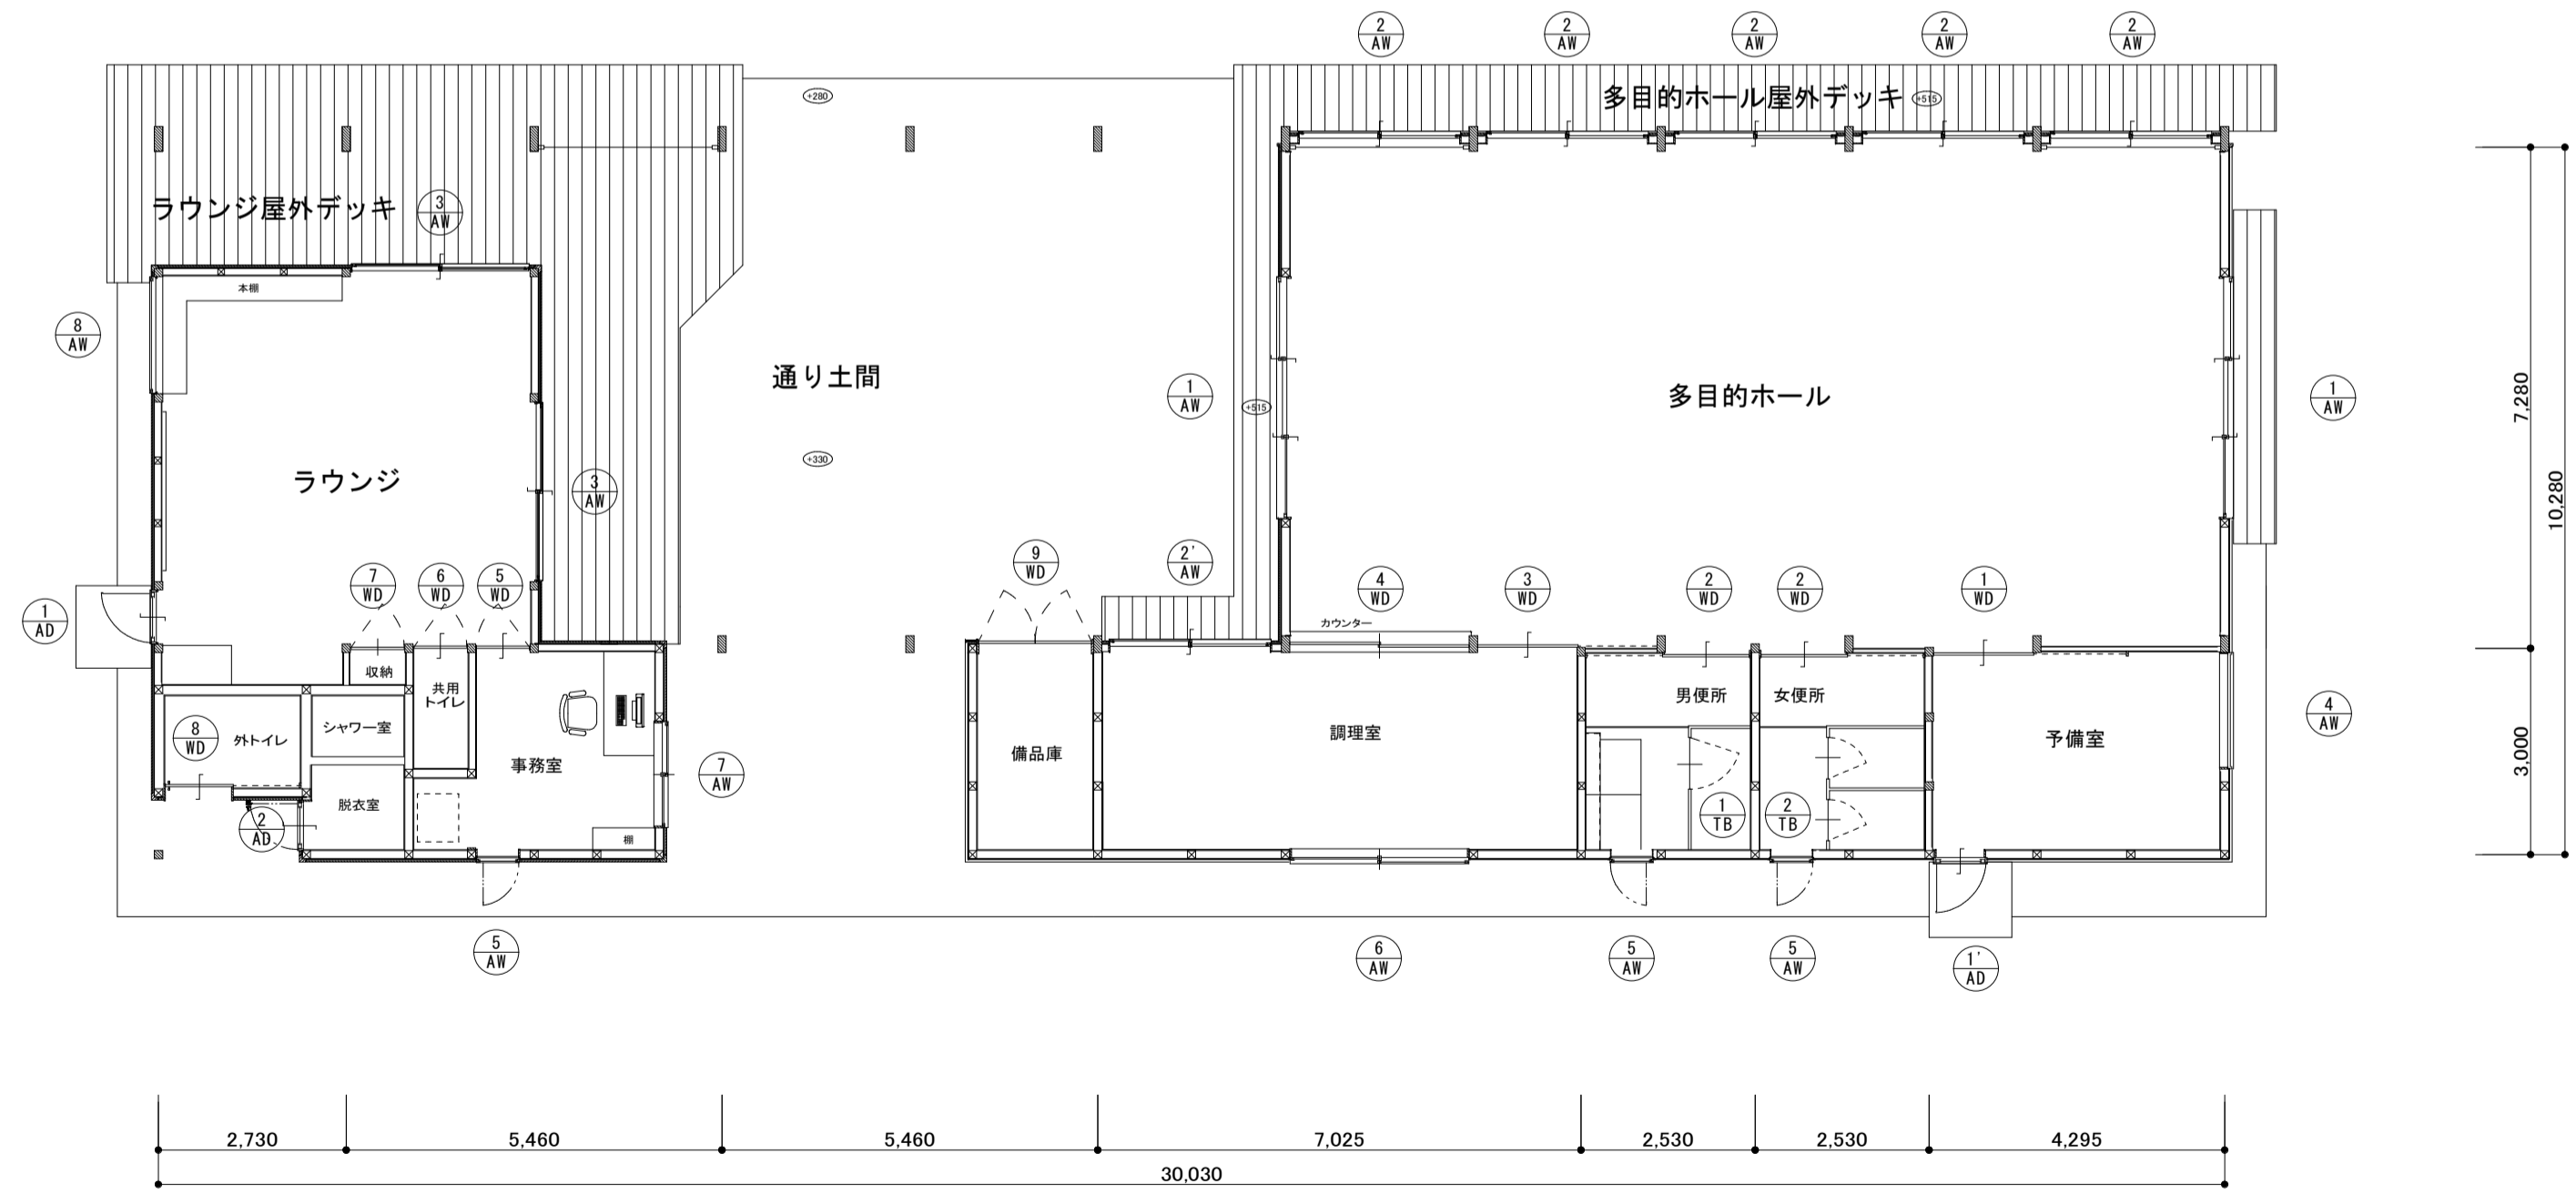 2
AW
2
AW
2
AW
2
AW
2
AW
+280
多目的ホール屋外デッキ
+515
ラウンジ屋外デッキ
3
AW
本棚
8
AW
通り土間
1
AW
+515
多目的ホール
1
AW
7,280
10,280
+330
ラウンジ
3
AW
9
WD
2'
AW
7
WD
6
WD
5
WD
4
WD
3
WD
2
WD
2
WD
1
WD
1
AD
カウンター
収納
共用
トイレ
男便所
女便所
4
AW
シャワー室
8
WD
外トイレ
調理室
予備室
3,000
備品庫
事務室
7
AW
脱衣室
1
TB
2
TB
2
AD
棚
5
AW
6
AW
5
AW
5
AW
1'
AD
2,730
5,460
5,460
7,025
2,530
2,530
4,295
30,030